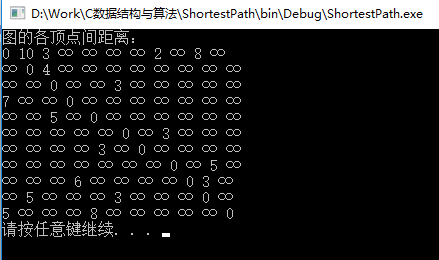 D:\Work\C数据结构与算法\ShortestPath\bin\Debug\ShortestPath.exe
图的各顶点间距离:
0 10 3 ∞ ∞ ∞ ∞ 2 ∞ 8 ∞
∞ 0 4 ∞ ∞ ∞ ∞ ∞ ∞ ∞ ∞
∞ ∞ 0 ∞ ∞ 3 ∞ ∞ ∞ ∞ ∞
7 ∞ ∞ 0 ∞ ∞ ∞ ∞ ∞ ∞ ∞
∞ ∞ 5 ∞ 0 ∞ ∞ ∞ ∞ ∞ ∞
∞ ∞ ∞ ∞ ∞ 0 ∞ 3 ∞ ∞ ∞
∞ ∞ ∞ ∞ 3 ∞ 0 ∞ ∞ ∞ ∞
∞ ∞ ∞ ∞ ∞ ∞ ∞ 0 ∞ 5 ∞
∞ ∞ ∞ 6 ∞ ∞ ∞ ∞ 0 3 ∞
∞ 5 ∞ ∞ ∞ 3 ∞ ∞ ∞ 0 ∞
5 ∞ ∞ ∞ 8 ∞ ∞ ∞ ∞ ∞ 0
请按任意键继续. . .